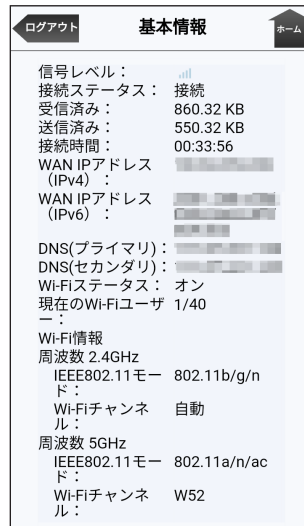 ログアウト
基本情報
ホーム
信号レベル：
接続ステータス： 接続
受信済み： 860.32 KB
送信済み： 550.32 KB
接続時間： 00:33:56
WAN IPアドレス
（IPv4）：
WAN IPアドレス
（IPv6）：
DNS(プライマリ)：
DNS(セカンダリ)：
Wi-Fiステータス： オン
現在のWi-Fiユーザ 1/40
ー：
Wi-Fi情報
周波数 2.4GHz
IEEE802.11モー 802.11b/g/n
ド：
Wi-Fiチャンネ 自動
ル：
周波数 5GHz
IEEE802.11モー 802.11a/n/ac
ド：
Wi-Fiチャンネ W52
ル：